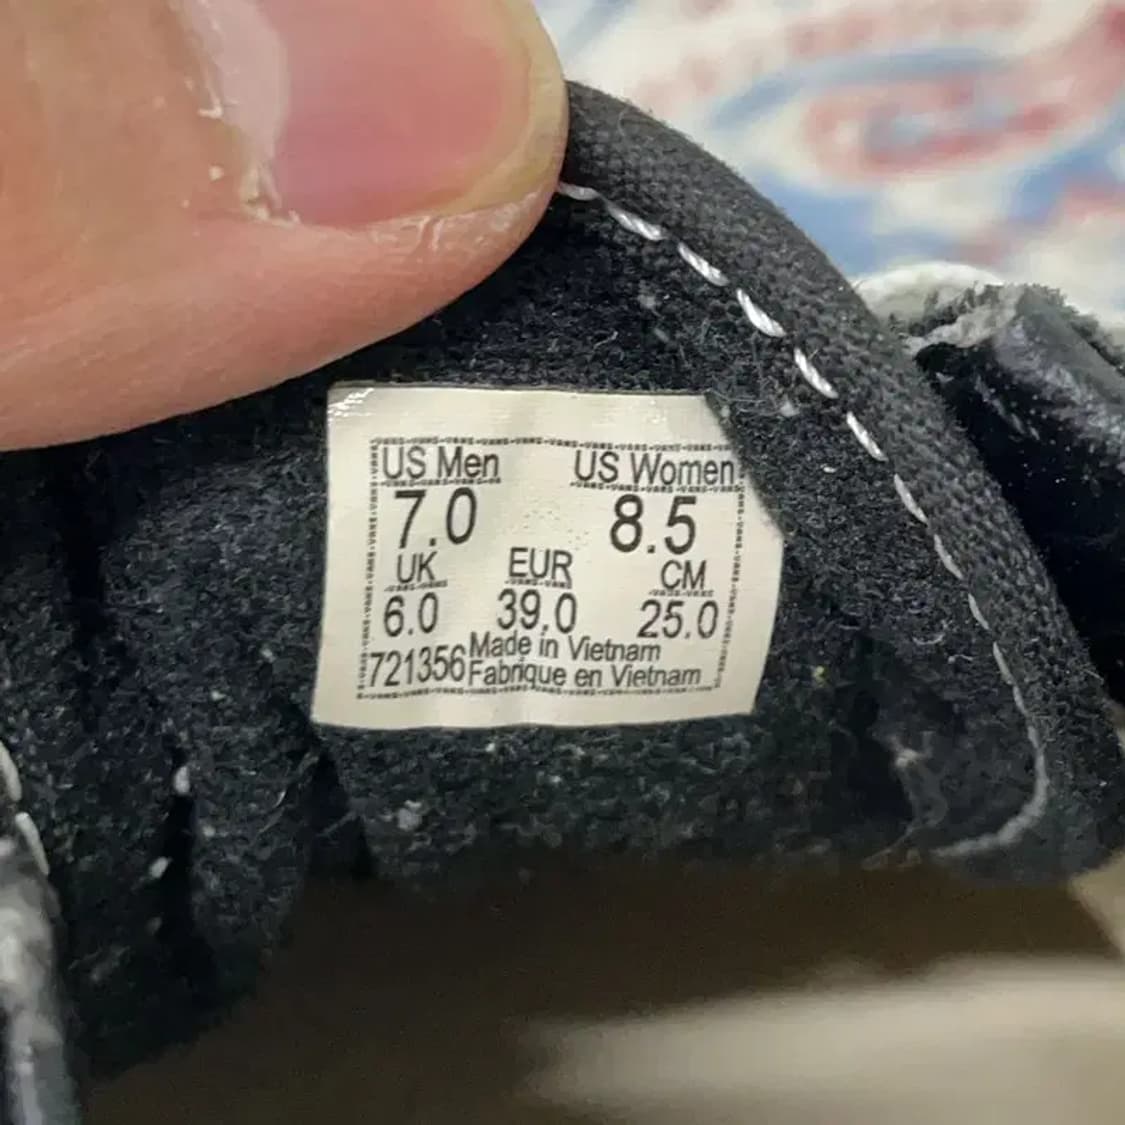 US Men US Women
7.0 8.5
UK EUR CM
6.0 39.0 25.0
721356 Made in Vietnam
Fabrique en Vietnam